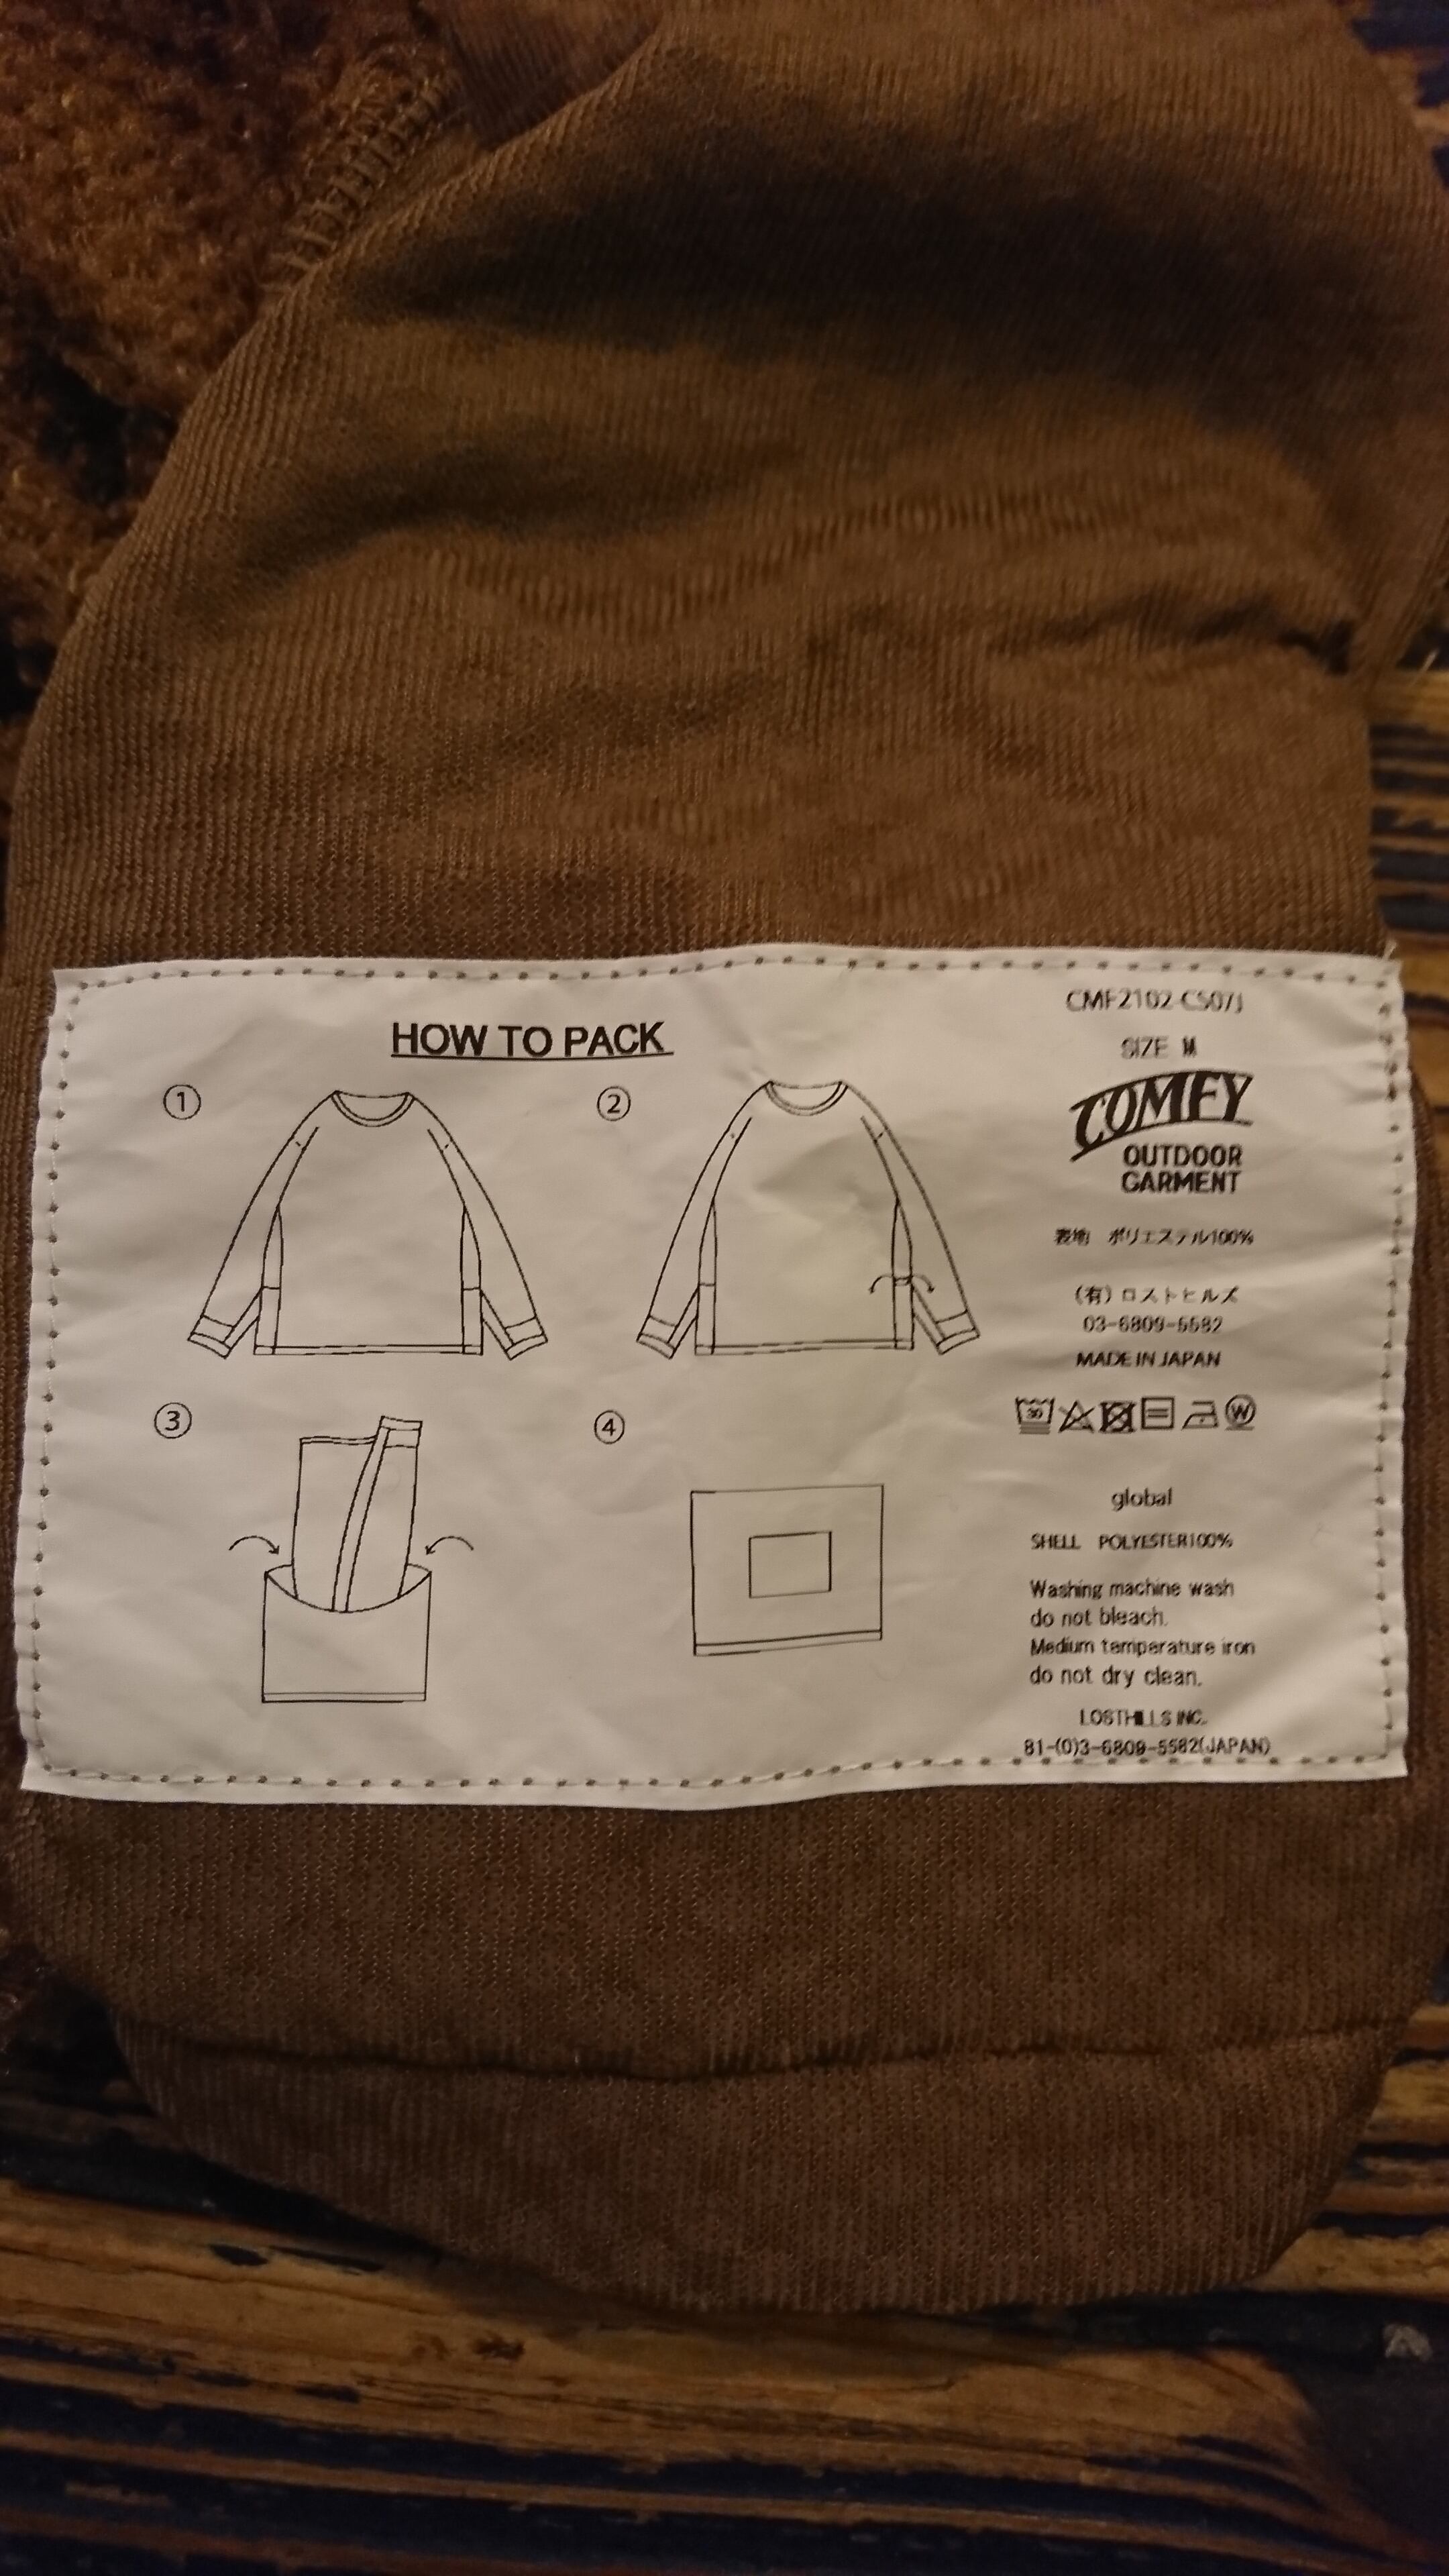 HOW TO PACK
①
②
③
④
CMF2102-C507J
SIZE M
COMFY
OUTDOOR
GARMENT
表地 ポリエステル100%
(有)ロストヒルズ
03-6809-5582
MADE IN JAPAN
30
W
global
SHELL POLYESTER100%
Washing machine wash
do not bleach.
Medium temperature iron
do not dry clean.
LOSTHILLS INC.
81-(0)3-6809-5582(JAPAN)